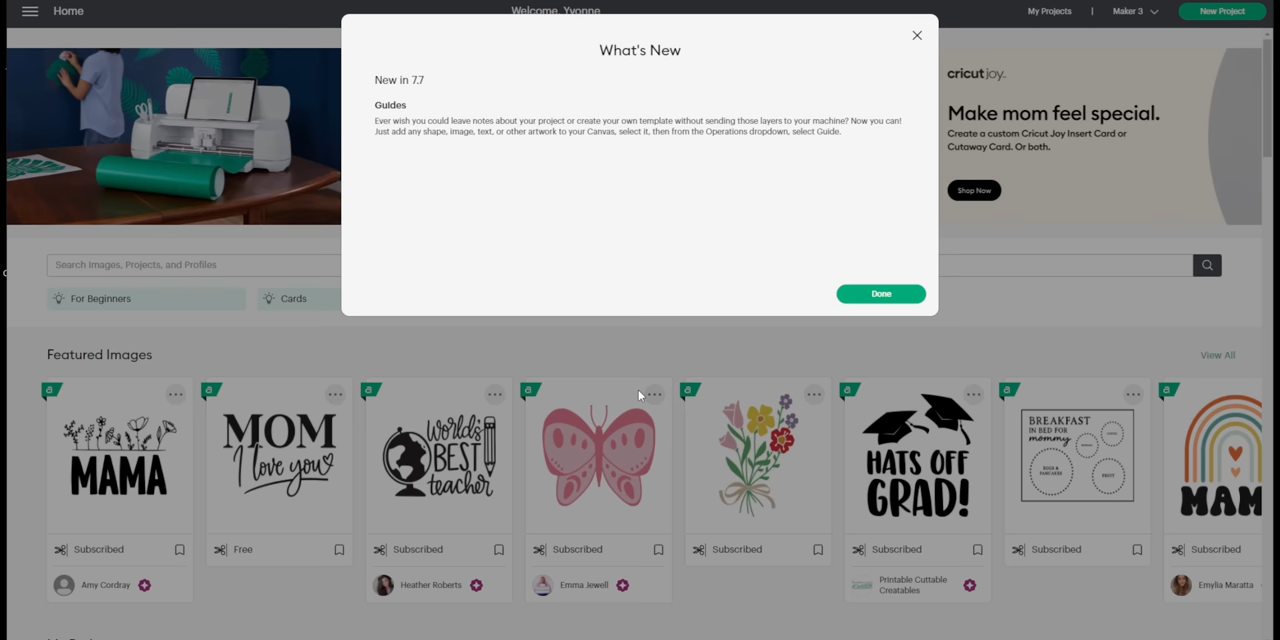 Home
Welcome, Yvonne
My Projects | Maker 3
New Project
What's New
New in 7.7
Guides
Ever wish you could leave notes about your project or create your own template without sending those layers to your machine? Now you can!
Just add any shape, image, text, or other artwork to your Canvas, select it, then from the Operations dropdown, select Guide.
Done
cricut joy
Make mom feel special.
Create a custom Cricut Joy Insert Card or
Cutaway Card. Or both.
Shop Now
Search Images, Projects, and Profiles
For Beginners
Cards
Featured Images
View All
a
MAMA
Subscribed
Amy Cordray
a
MOM
I love you
Free
a
World's
BEST
teacher
Subscribed
Heather Roberts
a
Subscribed
Emma Jewell
a
Subscribed
a
HATS OFF
GRAD!
Subscribed
Printable Cuttable
Creatables
a
BREAKFAST
IN BED FOR
mommy
EGGS &
PANCAKES
FRUIT
Subscribed
a
MAM
Subscribed
Emylia Maratta